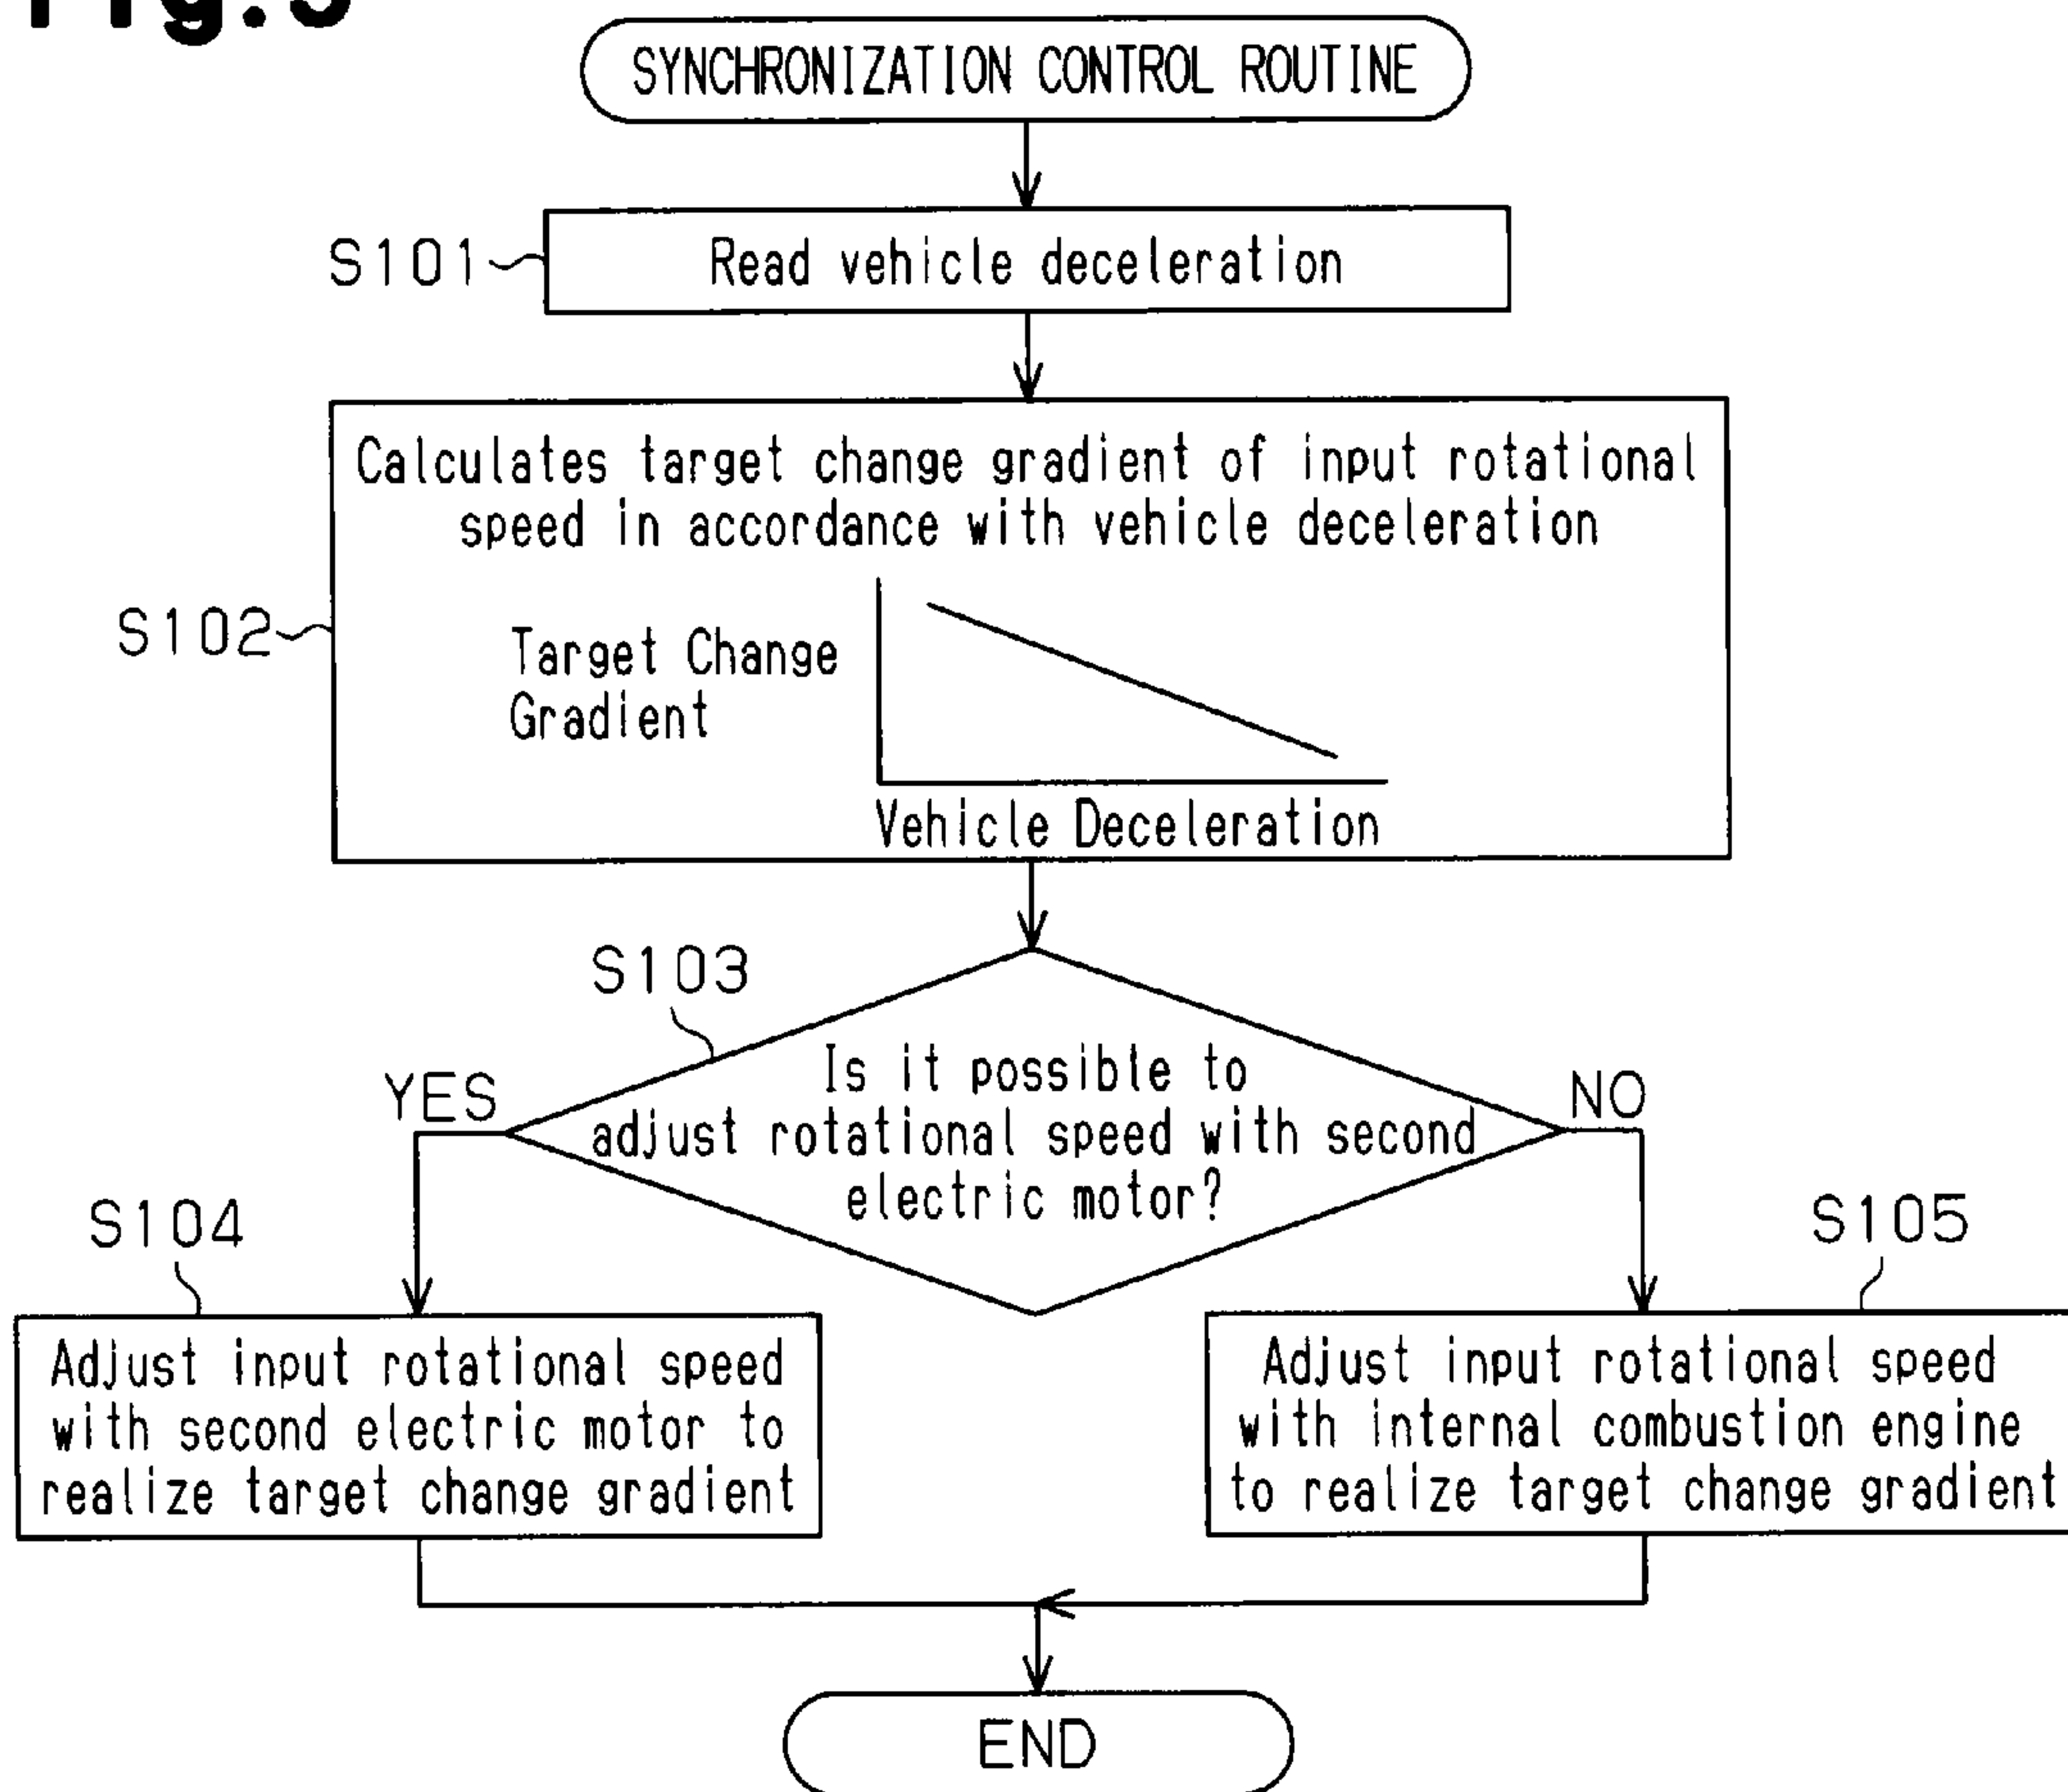 SYNCHRONIZATION CONTROL ROUTINE
S101
Read vehicle deceleration
S102
Calculates target change gradient of input rotational
speed in accordance with vehicle deceleration
Target Change
Gradient
Vehicle Deceleration
S103
Is it possible to
adjust rotational speed with second
electric motor?
YES
NO
S104
Adjust input rotational speed
with second electric motor to
realize target change gradient
S105
Adjust input rotational speed
with internal combustion engine
to realize target change gradient
END